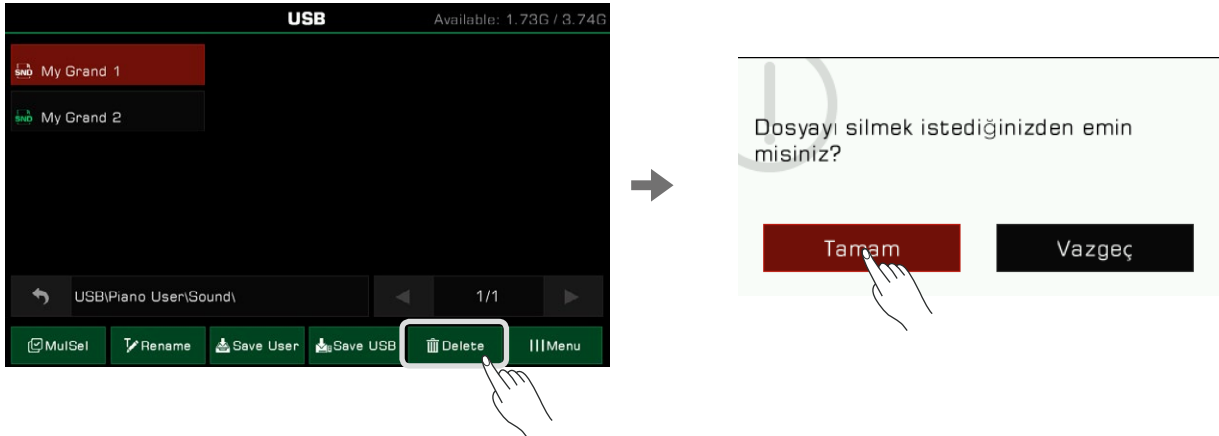 USB
Available: 1.73G / 3.74G
SND My Grand 1
SND My Grand 2
USB\Piano User\Sound\
1/1
MulSel Rename Save User Save USB Delete Menu
Dosyayı silmek istediğinizden emin
misiniz?
Tamam Vazgeç